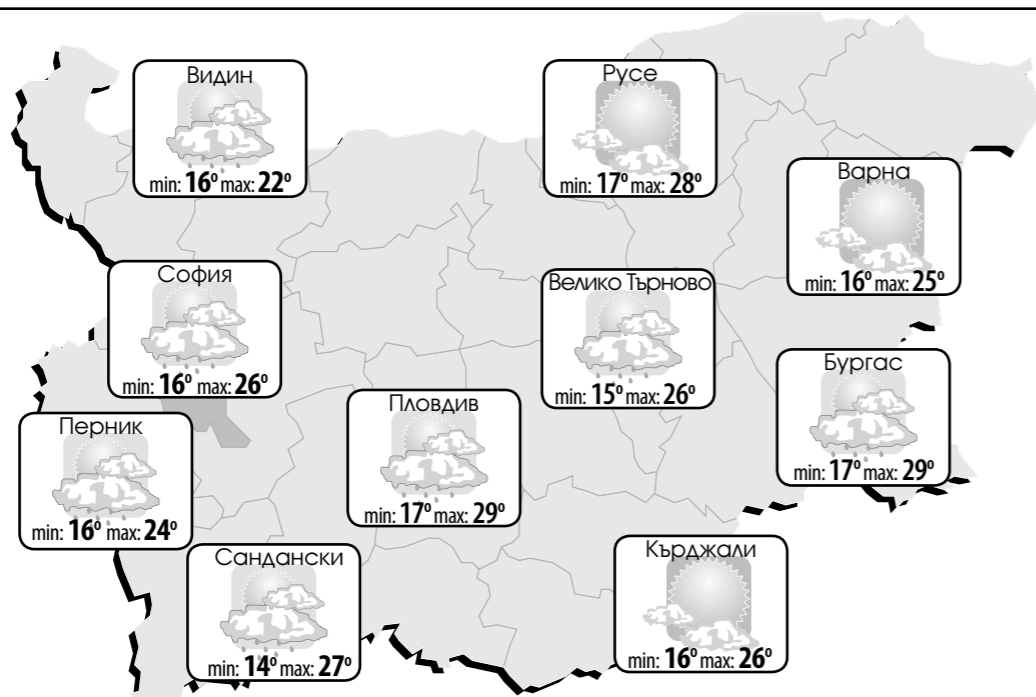 Видин
min: 16° max: 22°
Русе
min: 17° max: 28°
Варна
min: 16° max: 25°
София
min: 16° max: 26°
Велико Търново
min: 15° max: 26°
Бургас
min: 17° max: 29°
Пловдив
min: 17° max: 29°
Перник
min: 16° max: 24°
Сандански
min: 14° max: 27°
Кърджали
min: 16° max: 26°